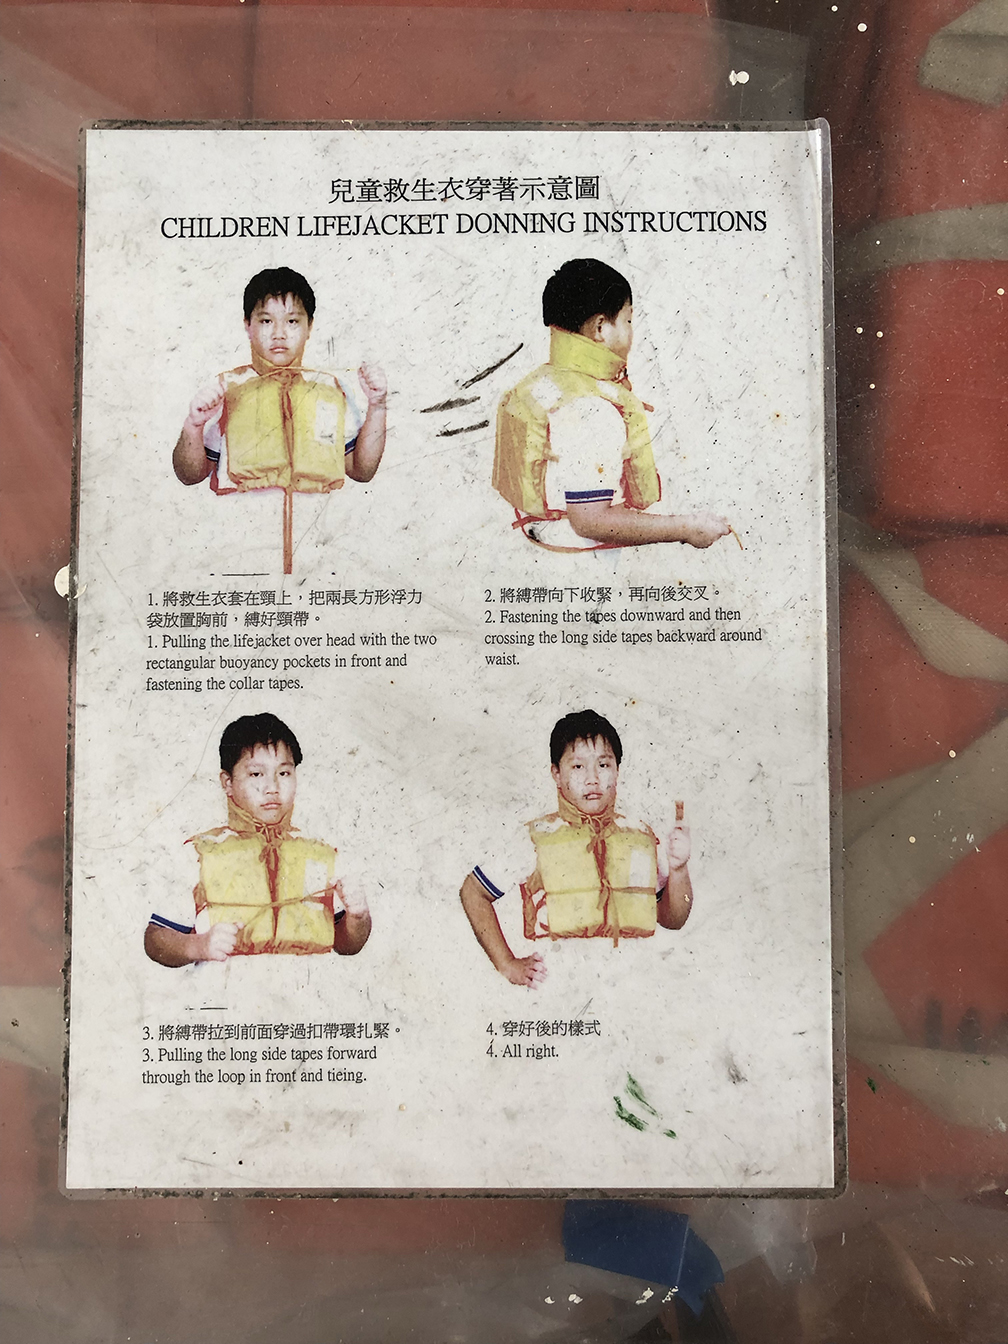 兒童救生衣穿著示意圖
CHILDREN LIFEJACKET DONNING INSTRUCTIONS
1. 將救生衣套在頸上，把兩長方形浮力
袋放置胸前，縛好頸帶。
1. Pulling the lifejacket over head with the two
rectangular buoyancy pockets in front and
fastening the collar tapes.
2. 將縛帶向下收緊，再向後交叉。
2. Fastening the tapes downward and then
crossing the long side tapes backward around
waist.
3. 將縛帶拉到前面穿過扣帶環扎緊。
3. Pulling the long side tapes forward
through the loop in front and tieing.
4. 穿好後的樣式
4. All right.